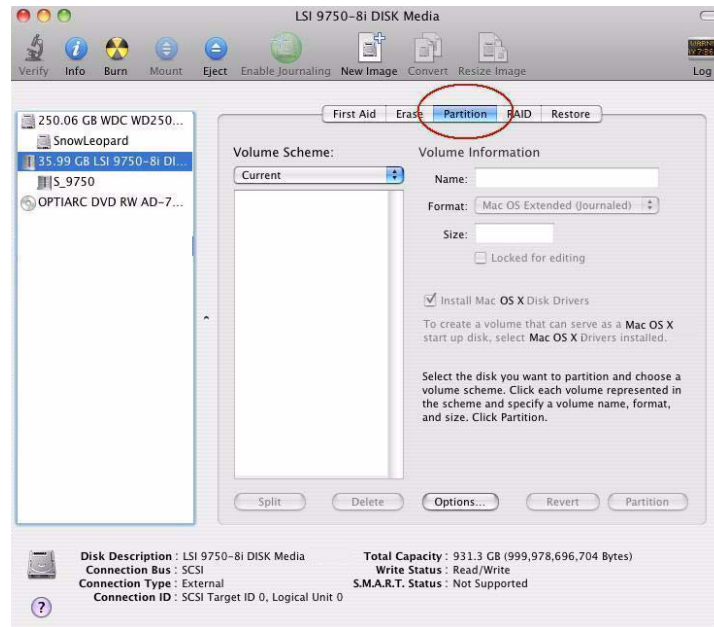 LSI 9750-8i DISK Media
Verify Info Burn Mount Eject Enable Journaling New Image Convert Resize Image Log
250.06 GB WDC WD250...
SnowLeopard
35.99 GB LSI 9750-8i DI...
S_9750
OPTIARC DVD RW AD-7...
First Aid Erase Partition RAID Restore
Volume Scheme:
Current
Volume Information
Name:
Format: Mac OS Extended (Journaled)
Size:
Locked for editing
Install Mac OS X Disk Drivers
To create a volume that can serve as a Mac OS X
start up disk, select Mac OS X Drivers installed.
Select the disk you want to partition and choose a
volume scheme. Click each volume represented in
the scheme and specify a volume name, format,
and size. Click Partition.
Split Delete Options... Revert Partition
Disk Description : LSI 9750-8i DISK Media Total Capacity : 931.3 GB (999,978,696,704 Bytes)
Connection Bus : SCSI Write Status : Read/Write
Connection Type : External S.M.A.R.T. Status : Not Supported
Connection ID : SCSI Target ID 0, Logical Unit 0
?